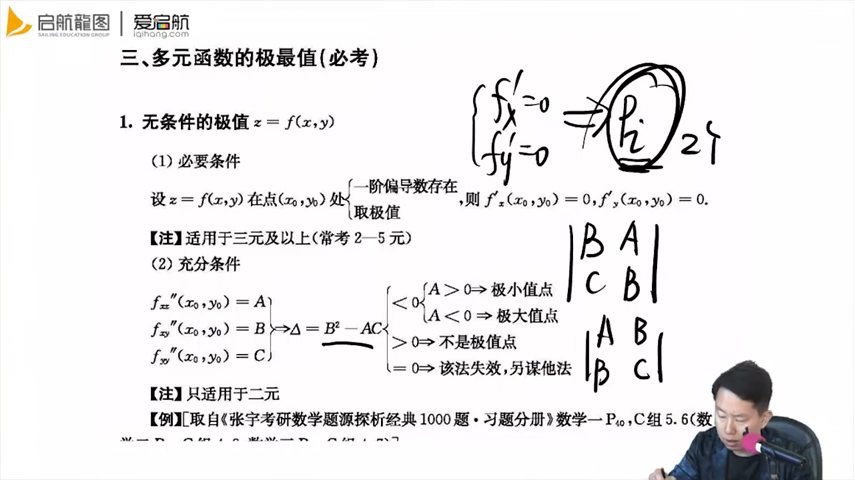 启航龍图 爱启航
SAILING EDUCATION GROUP iqihang.com
三、多元函数的极最值(必考)
1. 无条件的极值 z = f(x,y)
f'x=0
f'y=0
⇒ Pi 2个
(1) 必要条件
设 z = f(x,y) 在点(x₀,y₀) 处{一阶偏导数存在
取极值
,则 f'ₓ(x₀,y₀) = 0, f'ᵧ(x₀,y₀) = 0.
【注】适用于三元及以上(常考 2—5 元)
(2) 充分条件
fₓₓ″(x₀,y₀) = A
fₓᵧ″(x₀,y₀) = B
fᵧᵧ″(x₀,y₀) = C
⇒Δ = B² − AC
< 0
A > 0⇒ 极小值点
A < 0⇒ 极大值点
> 0⇒ 不是极值点
= 0⇒ 该法失效,另谋他法
B A
C B
A B
B C
【注】只适用于二元
【例】[取自《张宇考研数学题源探析经典 1000 题·习题分册》数学一 P₄₀,C组 5.6(数